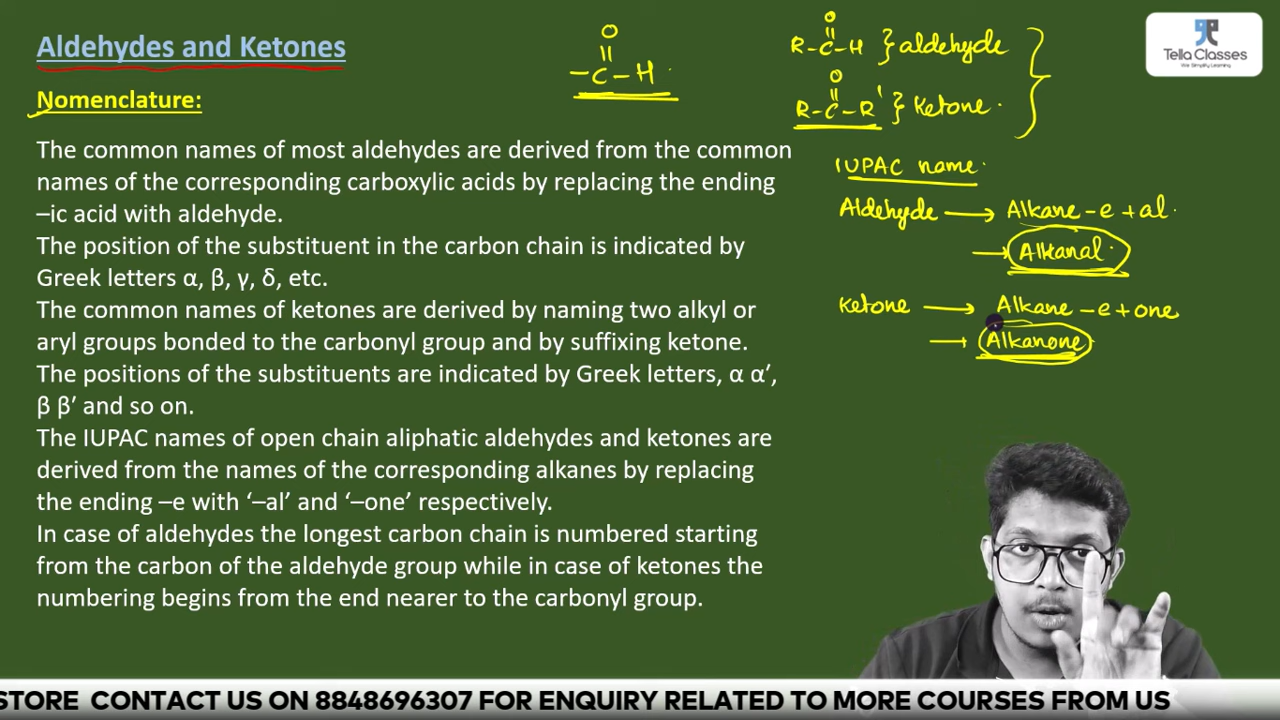 Aldehydes and Ketones
Nomenclature:
O
||
–C–H
O
||
R–C–H } aldehyde
O
||
R–C–R' } Ketone
Tella Classes
We Simplify Learning
The common names of most aldehydes are derived from the common
names of the corresponding carboxylic acids by replacing the ending
–ic acid with aldehyde.
The position of the substituent in the carbon chain is indicated by
Greek letters α, β, γ, δ, etc.
The common names of ketones are derived by naming two alkyl or
aryl groups bonded to the carbonyl group and by suffixing ketone.
The positions of the substituents are indicated by Greek letters, α α′,
β β′ and so on.
The IUPAC names of open chain aliphatic aldehydes and ketones are
derived from the names of the corresponding alkanes by replacing
the ending –e with ‘–al’ and ‘–one’ respectively.
In case of aldehydes the longest carbon chain is numbered starting
from the carbon of the aldehyde group while in case of ketones the
numbering begins from the end nearer to the carbonyl group.
IUPAC name.
Aldehyde → Alkane – e + al.
→ Alkanal.
Ketone → Alkane – e + one
→ Alkanone
STORE CONTACT US ON 8848696307 FOR ENQUIRY RELATED TO MORE COURSES FROM US